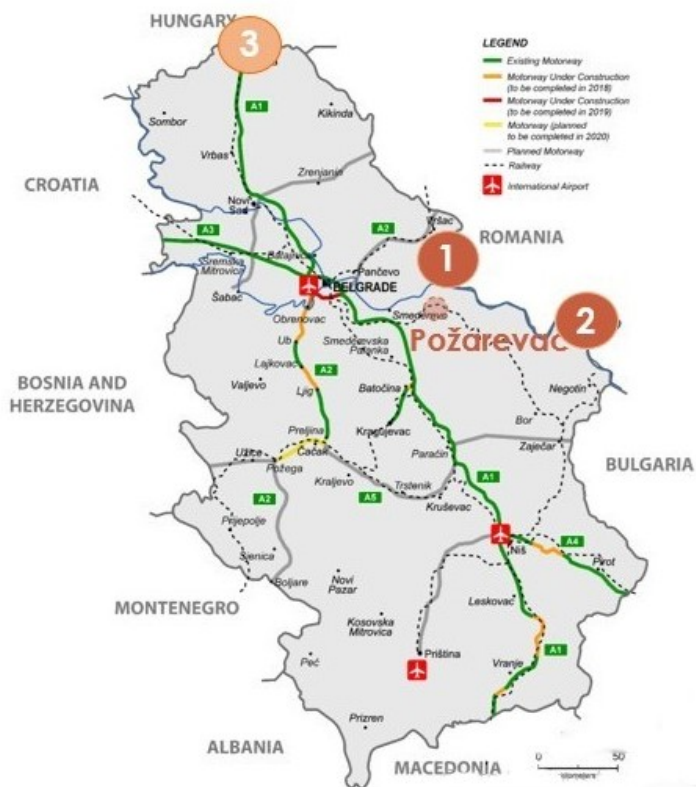 HUNGARY
3
LEGEND
Existing Motorway
Motorway Under Construction
(to be completed in 2018)
Motorway Under Construction
(to be completed in 2019)
Motorway (planned
to be completed in 2020)
Planned Motorway
Railway
International Airport
A1
Kikinda
Sombor
Vrbas
Zrenjanin
CROATIA
Novi
Sad
Vršac
ROMANIA
A3
A2
1
Batajnica
Sremska
Mitrovica
Pančevo
BELGRADE
Šabac
Smederevo
2
Obrenovac
Požarevac
Ub
Smederevska
Palanka
Lajkovac
A2
BOSNIA AND
HERZEGOVINA
Valjevo
Ljig
Batočina
Negotin
Bor
Preljina
Kragujevac
Zaječar
Užice
Čačak
Paraćin
BULGARIA
Požega
Kraljevo
Trstenik
A1
A2
A5
Kruševac
Prijepolje
A4
Niš
Sjenica
Pirot
Boljare
Novi
Pazar
MONTENEGRO
Leskovac
Kosovska
Mitrovica
Peć
Priština
A1
Vranje
Prizren
ALBANIA
MACEDONIA
0
50